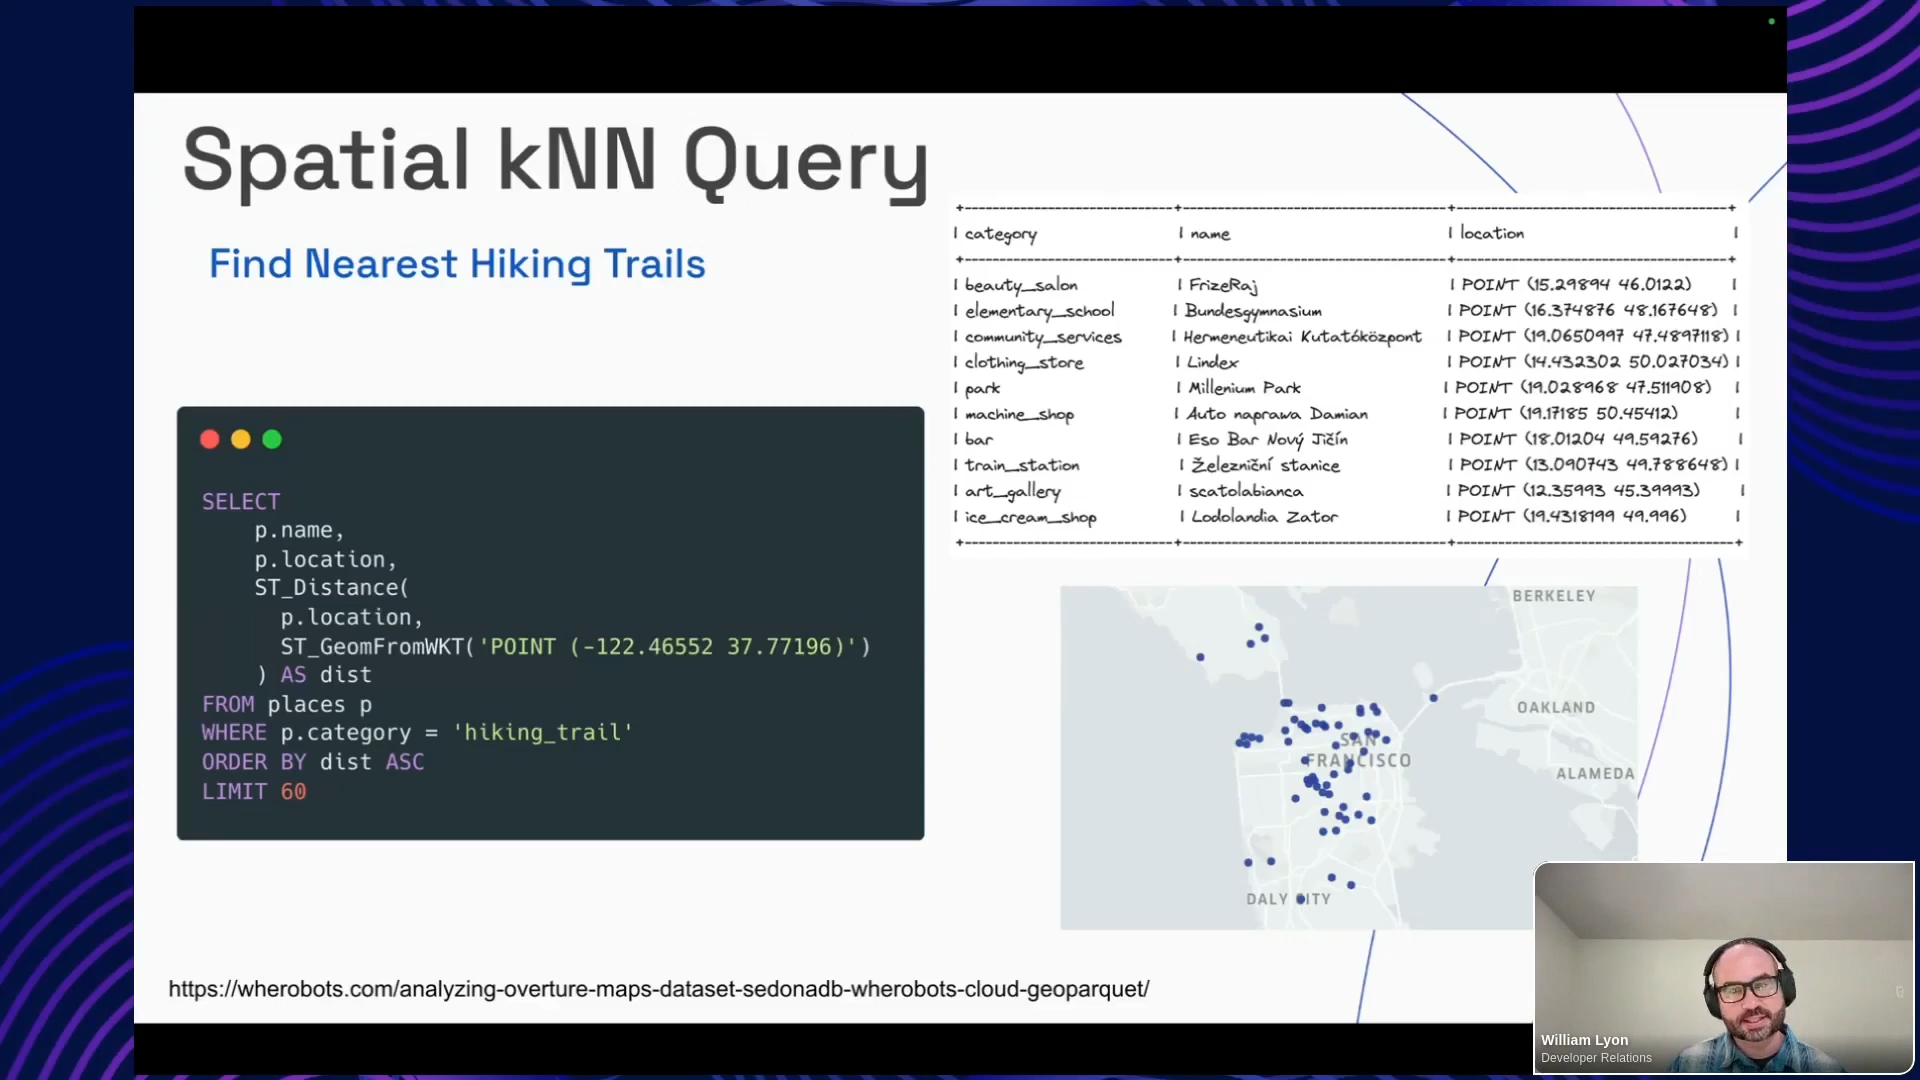 Spatial kNN Query
Find Nearest Hiking Trails
SELECT
p.name,
p.location,
ST_Distance(
p.location,
ST_GeomFromWKT('POINT (-122.46552 37.77196)')
) AS dist
FROM places p
WHERE p.category = 'hiking_trail'
ORDER BY dist ASC
LIMIT 60
+------------------------------+---------------------------------------+----------------------------------------+
| category | name | location |
+------------------------------+---------------------------------------+----------------------------------------+
| beauty_salon | FrizeRaj | POINT (15.29894 46.0122) |
| elementary_school | Bundesgymnasium | POINT (16.374876 48.167648) |
| community_services | Hermeneutikai Kutatóközpont | POINT (19.0650997 47.4897118) |
| clothing_store | Lindex | POINT (14.432302 50.027034) |
| park | Millenium Park | POINT (19.028968 47.511908) |
| machine_shop | Auto naprawa Damian | POINT (19.17185 50.45412) |
| bar | Eso Bar Nový Jičín | POINT (18.01204 49.59276) |
| train_station | Železniční stanice | POINT (13.090743 49.788648) |
| art_gallery | scatolabianca | POINT (12.35993 45.39993) |
| ice_cream_shop | Lodolandia Zator | POINT (19.4318199 49.996) |
+------------------------------+---------------------------------------+----------------------------------------+
BERKELEY
OAKLAND
SAN
FRANCISCO
ALAMEDA
DALY CITY
https://wherobots.com/analyzing-overture-maps-dataset-sedonadb-wherobots-cloud-geoparquet/
William Lyon
Developer Relations